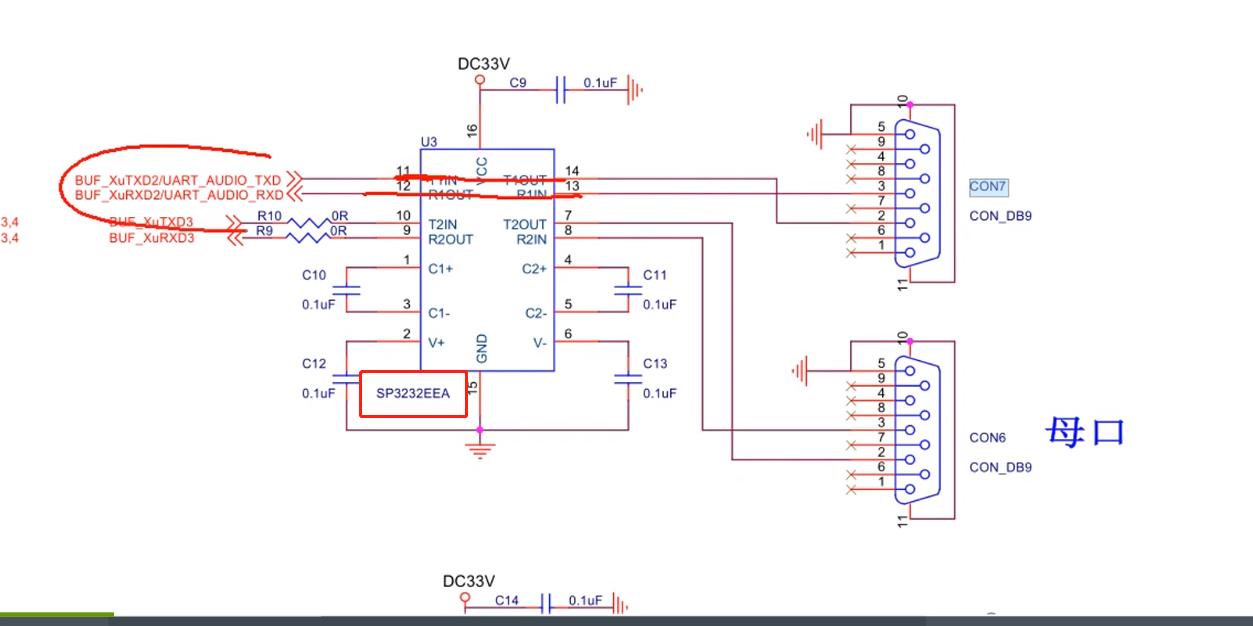 DC33V
C9 0.1uF
10
16
U3
5
9
4
8
3
7
2
6
1
11
CON7
CON_DB9
BUF_XuTXD2/UART_AUDIO_TXD 11 T1IN VCC T1OUT 14
BUF_XuRXD2/UART_AUDIO_RXD 12 R1OUT R1IN 13
3,4 BUF_XuTXD3 R10 0R 10 T2IN T2OUT 7
3,4 BUF_XuRXD3 R9 0R 9 R2OUT R2IN 8
C10 1 C1+ C2+ 4 C11
0.1uF 3 C1- C2- 5 0.1uF
2 V+ GND V- 6
C12 C13
0.1uF SP3232EEA 15 0.1uF
10
5
9
4
8
3
7
2
6
1
11
CON6
CON_DB9
母口
DC33V
C14 0.1uF